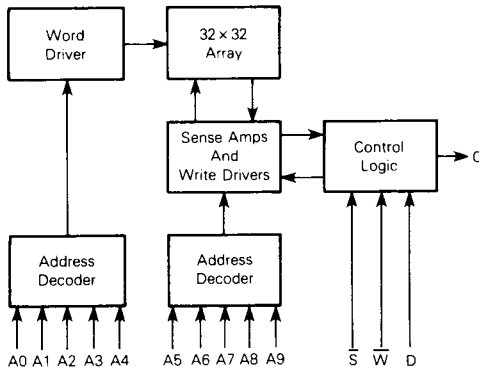 Word
Driver
32 × 32
Array
Sense Amps
And
Write Drivers
Control
Logic
O
Address
Decoder
Address
Decoder
A0 A1 A2 A3 A4 A5 A6 A7 A8 A9 S̅ W̅ D